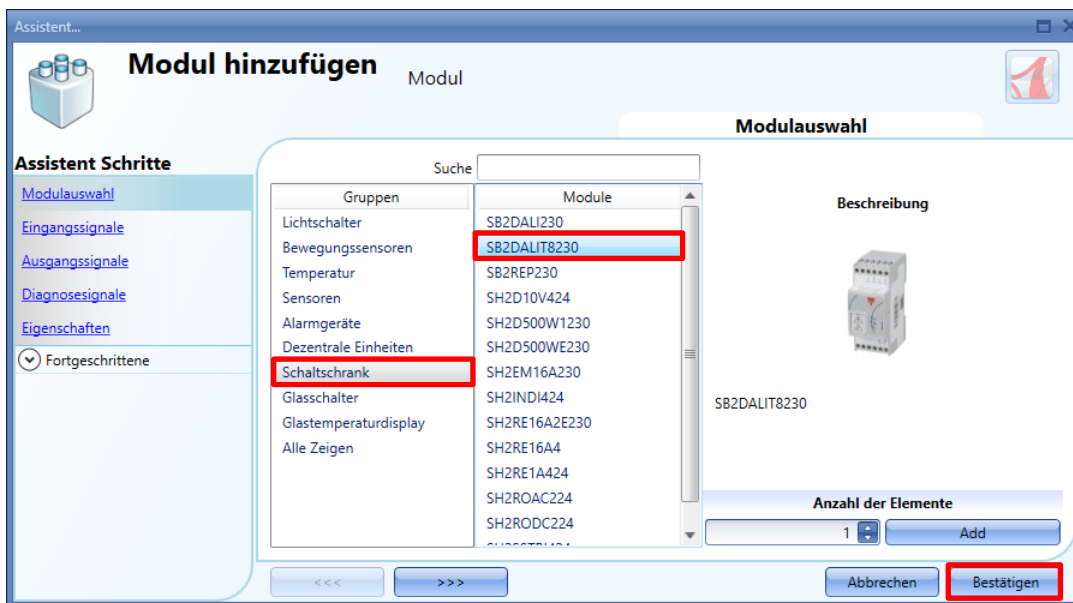 Assistent...
Modul hinzufügen
Modul
Modulauswahl
Assistent Schritte
Modulauswahl
Eingangssignale
Ausgangssignale
Diagnosesignale
Eigenschaften
Fortgeschrittene
Suche
Gruppen
Lichtschalter
Bewegungssensoren
Temperatur
Sensoren
Alarmgeräte
Dezentrale Einheiten
Schaltschrank
Glasschalter
Glastemperaturdisplay
Alle Zeigen
Module
SB2DALI230
SB2DALIT8230
SB2REP230
SH2D10V424
SH2D500W1230
SH2D500WE230
SH2EM16A230
SH2INDI424
SH2RE16A2E230
SH2RE16A4
SH2RE1A424
SH2ROAC224
SH2RODC224
Beschreibung
SB2DALIT8230
Anzahl der Elemente
1
Add
<<<
>>>
Abbrechen
Bestätigen